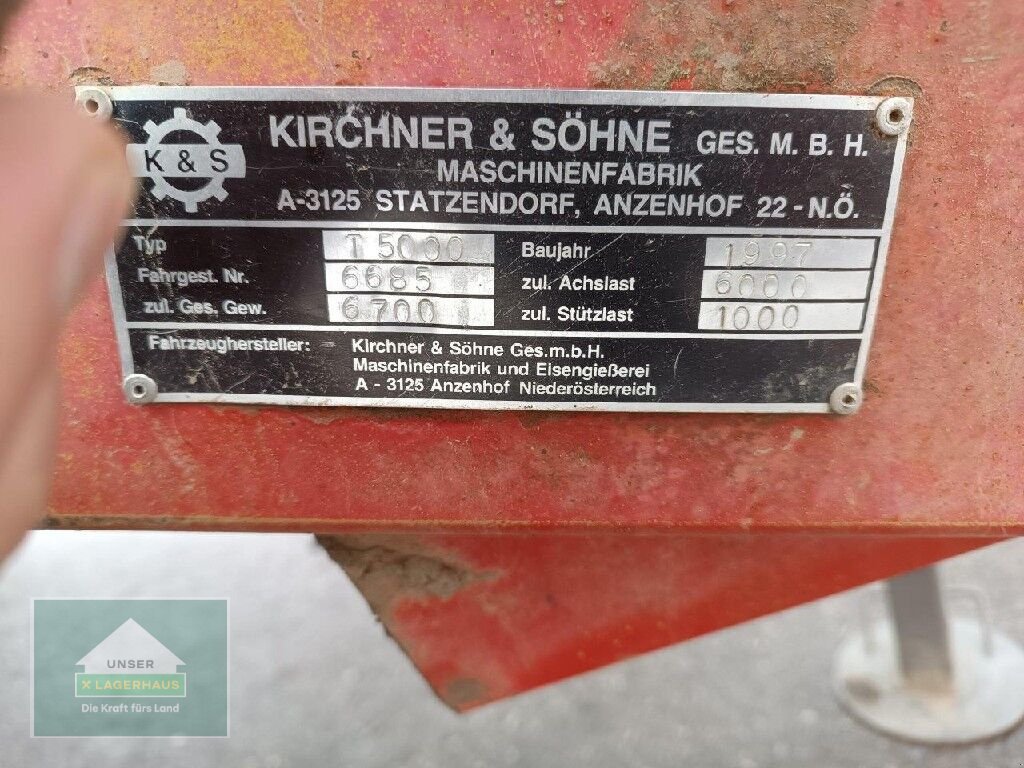 K & S
KIRCHNER & SÖHNE GES. M. B. H.
MASCHINENFABRIK
A-3125 STATZENDORF, ANZENHOF 22 - N.Ö.
Typ T 5000 Baujahr 1997
Fahrgest. Nr. 6685 zul. Achslast 6000
zul. Ges. Gew. 6700 zul. Stützlast 1000
Fahrzeughersteller: Kirchner & Söhne Ges.m.b.H.
Maschinenfabrik und Eisengießerei
A - 3125 Anzenhof Niederösterreich
UNSER
X LAGERHAUS
Die Kraft fürs Land